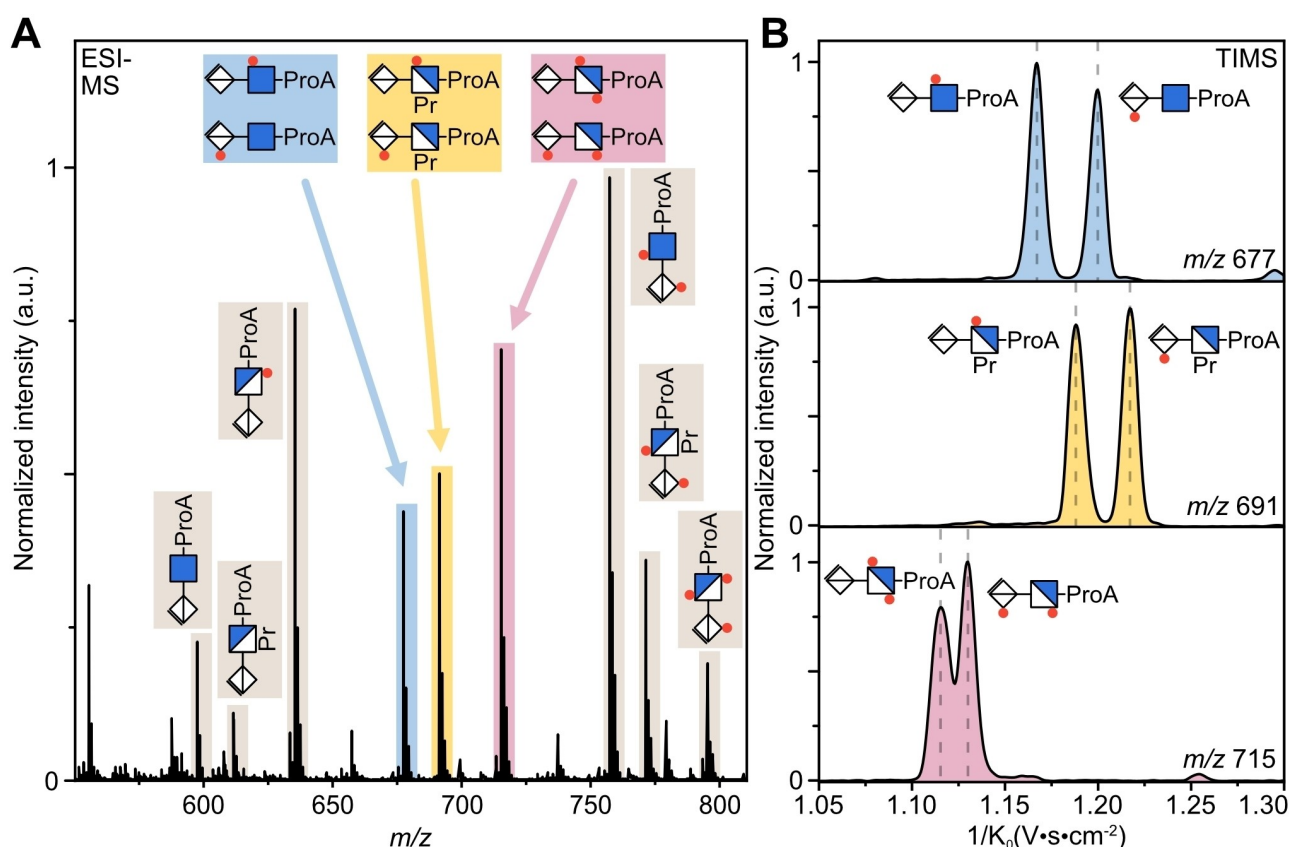 A
ESI-
MS
ProA
ProA
ProA
Pr
ProA
Pr
ProA
ProA
ProA
ProA
ProA
ProA
Pr
ProA
ProA
Pr
ProA
1
0
Normalized intensity (a.u.)
600
650
700
750
800
m/z
B
TIMS
1
ProA
ProA
m/z 677
0
1
ProA
Pr
ProA
Pr
m/z 691
0
1
ProA
ProA
m/z 715
0
Normalized intensity (a.u.)
1.05
1.10
1.15
1.20
1.25
1.30
1/K₀(V•s•cm⁻²)